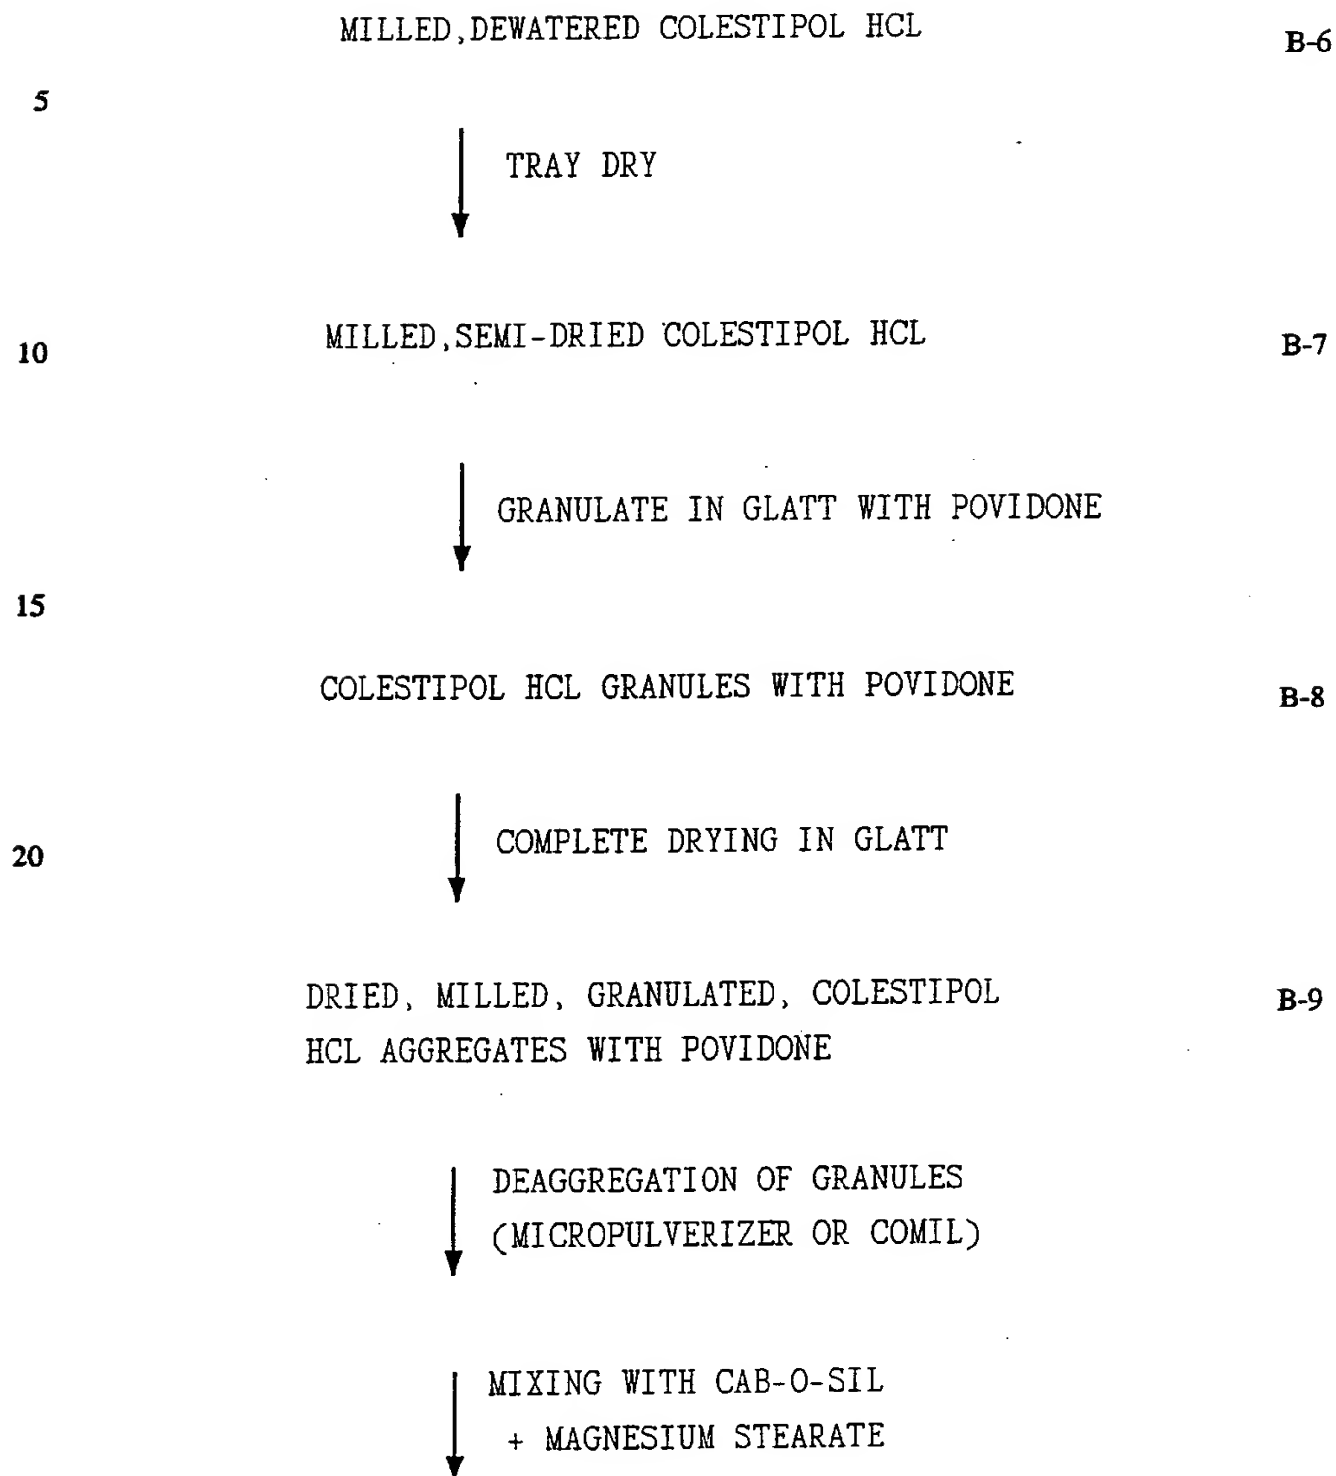 MILLED,DEWATERED COLESTIPOL HCL B-6
5
TRAY DRY
10 MILLED,SEMI-DRIED COLESTIPOL HCL B-7
GRANULATE IN GLATT WITH POVIDONE
15
COLESTIPOL HCL GRANULES WITH POVIDONE B-8
20 COMPLETE DRYING IN GLATT
DRIED, MILLED, GRANULATED, COLESTIPOL B-9
HCL AGGREGATES WITH POVIDONE
DEAGGREGATION OF GRANULES
(MICROPULVERIZER OR COMIL)
MIXING WITH CAB-O-SIL
+ MAGNESIUM STEARATE